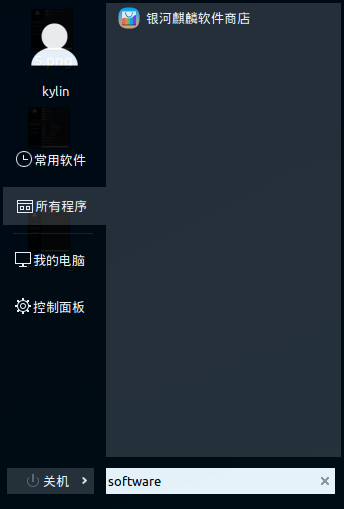 银河麒麟软件商店
kylin
常用软件
所有程序
我的电脑
控制面板
关机
software